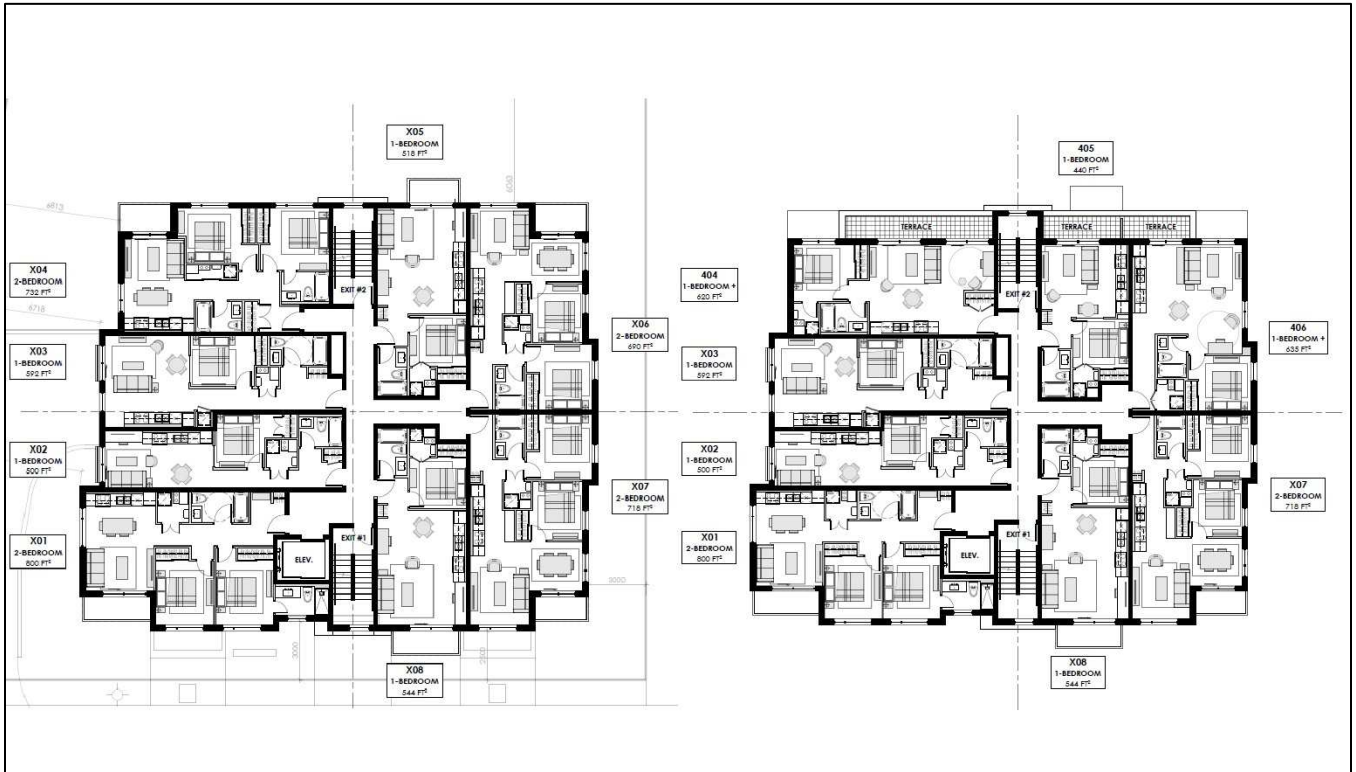 X05
1-BEDROOM
518 FT²
6043
6813
X04
2-BEDROOM
732 FT²
6718
EXIT #2
X03
1-BEDROOM
592 FT²
X06
2-BEDROOM
690 FT²
X02
1-BEDROOM
500 FT²
X07
2-BEDROOM
718 FT²
X01
2-BEDROOM
800 FT²
EXIT #1
ELEV.
3000
X08
1-BEDROOM
544 FT²
405
1-BEDROOM
440 FT²
TERRACE
TERRACE
TERRACE
404
1-BEDROOM +
620 FT²
EXIT #2
406
1-BEDROOM +
635 FT²
X03
1-BEDROOM
592 FT²
X02
1-BEDROOM
500 FT²
X07
2-BEDROOM
718 FT²
X01
2-BEDROOM
800 FT²
EXIT #1
ELEV.
X08
1-BEDROOM
544 FT²